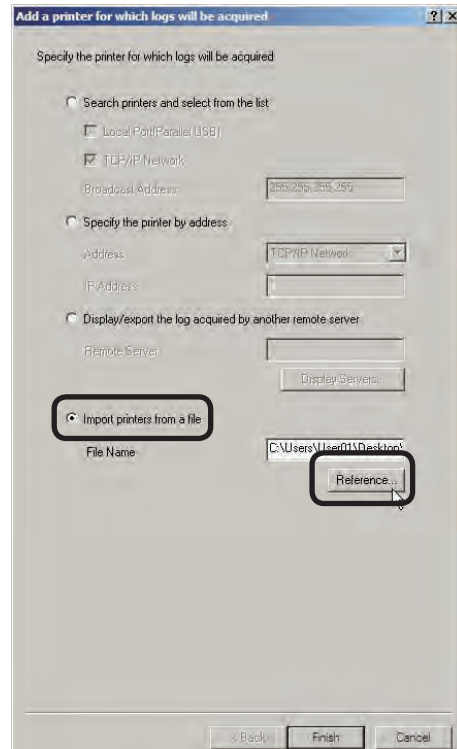 Add a printer for which logs will be acquired
Specify the printer for which logs will be acquired
Search printers and select from the list
Local Port(Parallel USB)
TCP/IP Network
Broadcast Address
255.255.255.255
Specify the printer by address
Address
TCP/IP Network
IP Address
Display/export the log acquired by another remote server
Remote Server
Display Servers...
Import printers from a file
File Name
C:\Users\User01\Desktop\
Reference...
< Back
Finish
Cancel